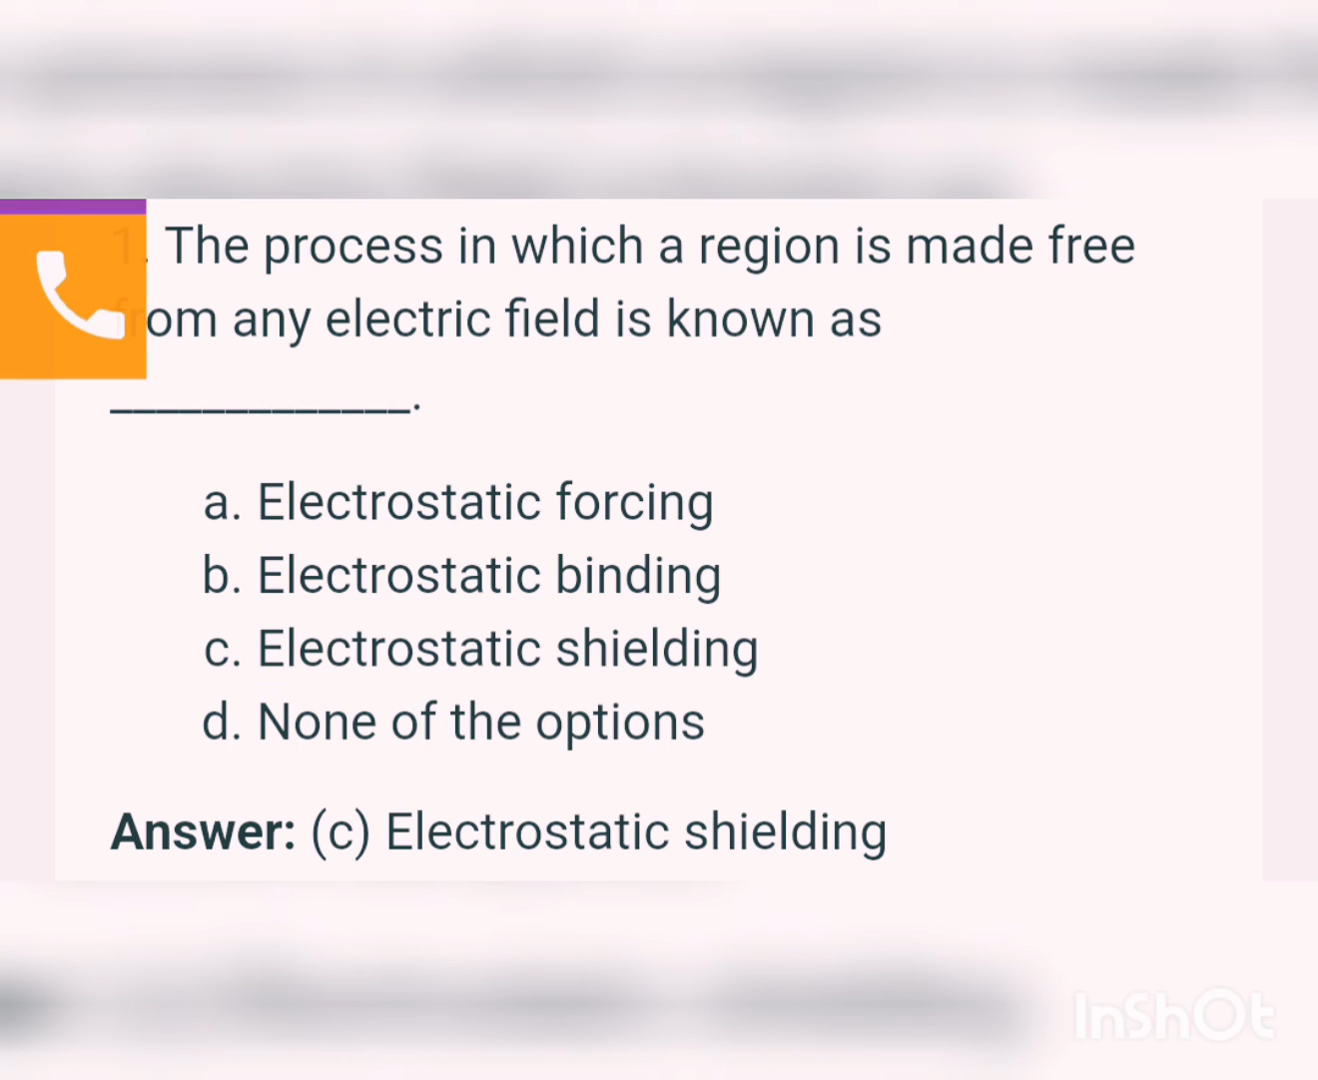 1. The process in which a region is made free
from any electric field is known as
_____________.
a. Electrostatic forcing
b. Electrostatic binding
c. Electrostatic shielding
d. None of the options
Answer: (c) Electrostatic shielding
InShOt